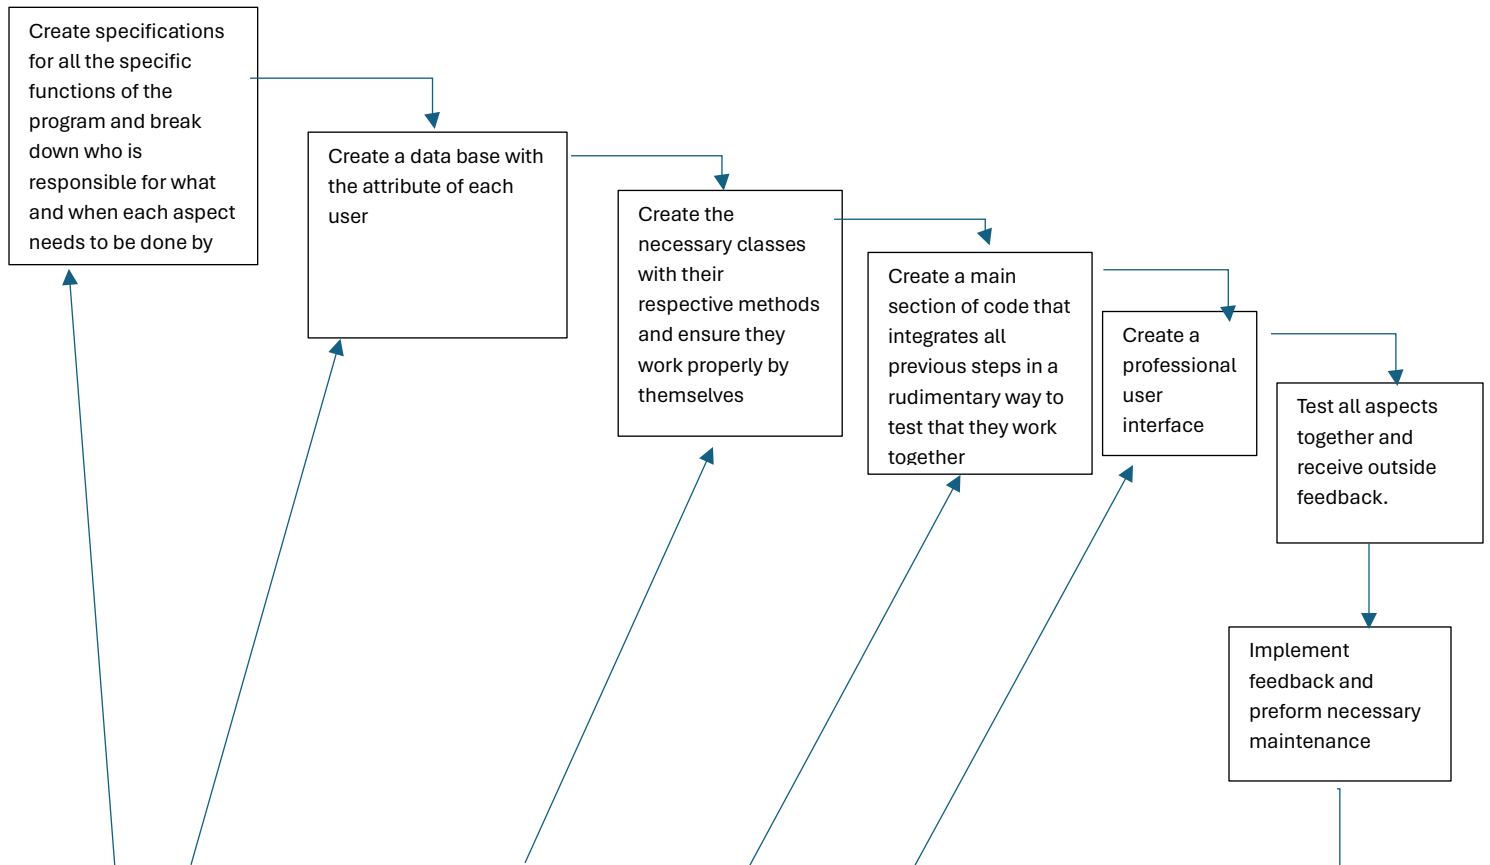 Create specifications
for all the specific
functions of the
program and break
down who is
responsible for what
and when each aspect
needs to be done by
Create a data base with
the attribute of each
user
Create the
necessary classes
with their
respective methods
and ensure they
work properly by
themselves
Create a main
section of code that
integrates all
previous steps in a
rudimentary way to
test that they work
together
Create a
professional
user
interface
Test all aspects
together and
receive outside
feedback.
Implement
feedback and
preform necessary
maintenance